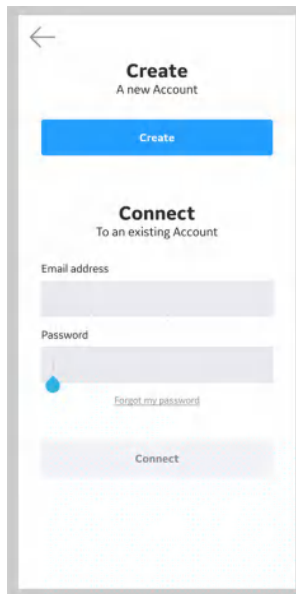 Create
A new Account
Create
Connect
To an existing Account
Email address
Password
Forgot my password
Connect